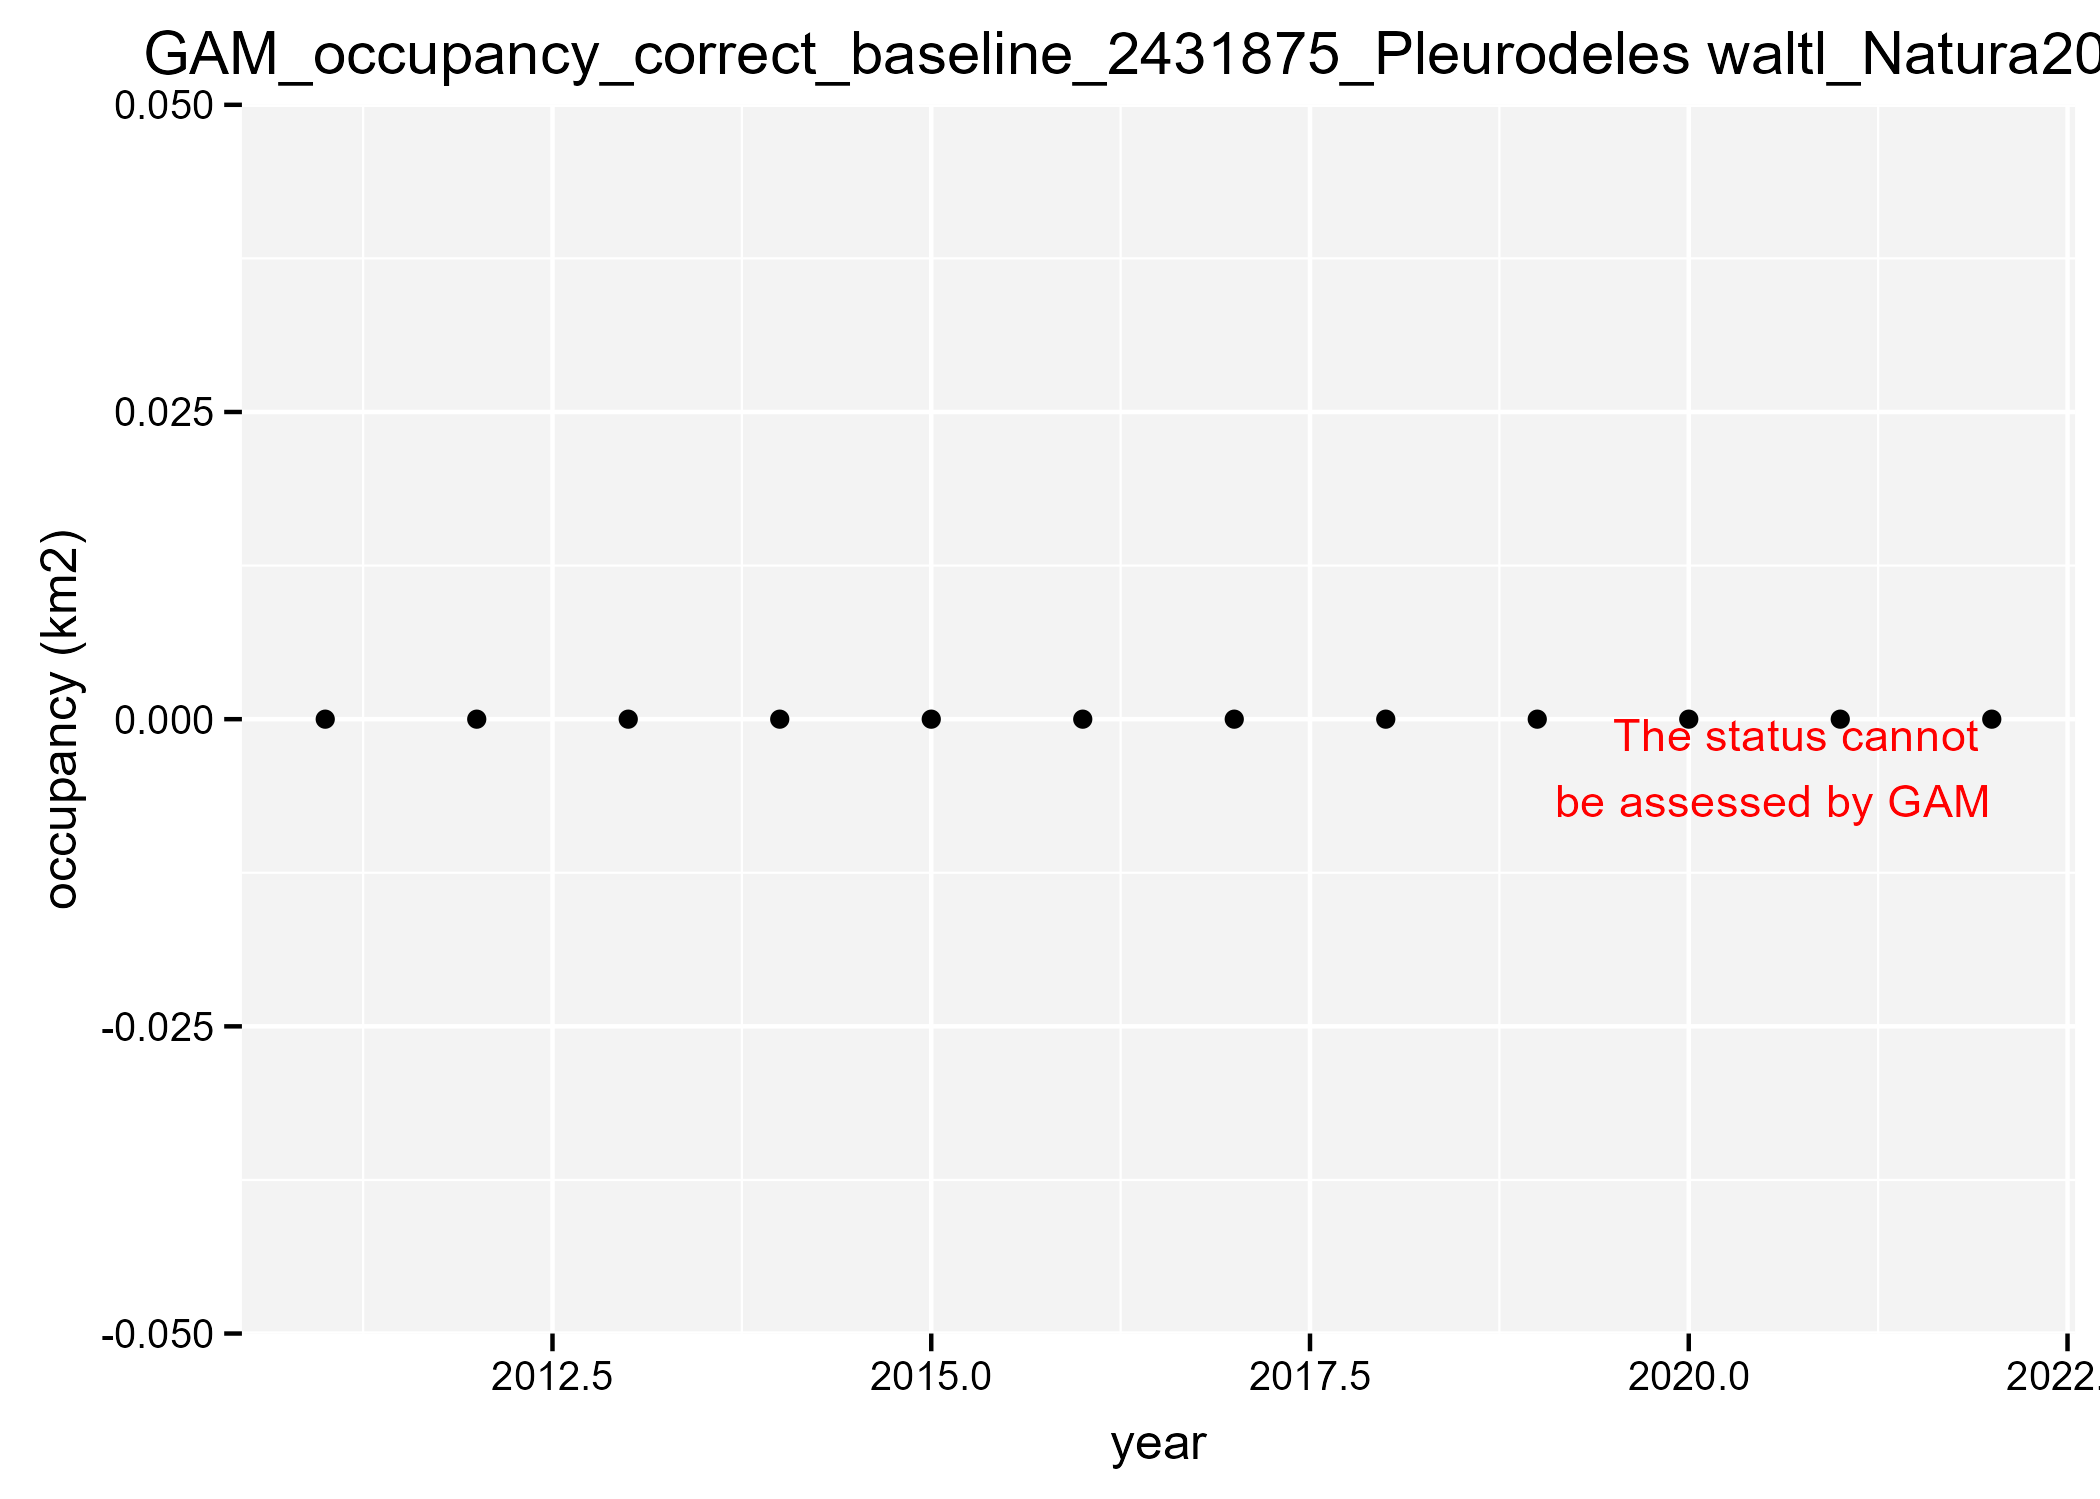 GAM_occupancy_correct_baseline_2431875_Pleurodeles waltl_Natura20
0.050
0.025
0.000
-0.025
-0.050
occupancy (km2)
The status cannot
be assessed by GAM
2012.5
2015.0
2017.5
2020.0
2022.
year